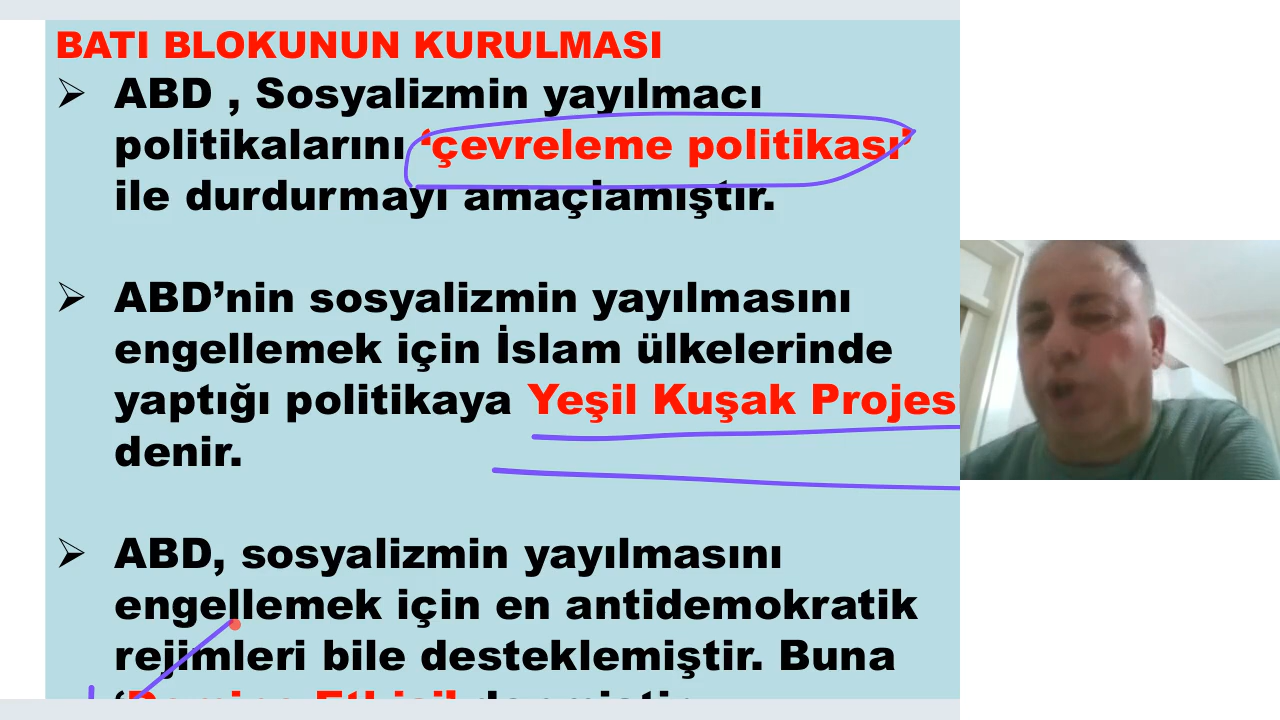 BATI BLOKUNUN KURULMASI
➢ ABD , Sosyalizmin yayılmacı
politikalarını ‘çevreleme politikası’
ile durdurmayı amaçlamıştır.
➢ ABD’nin sosyalizmin yayılmasını
engellemek için İslam ülkelerinde
yaptığı politikaya Yeşil Kuşak Projes
denir.
➢ ABD, sosyalizmin yayılmasını
engellemek için en antidemokratik
rejimleri bile desteklemiştir. Buna